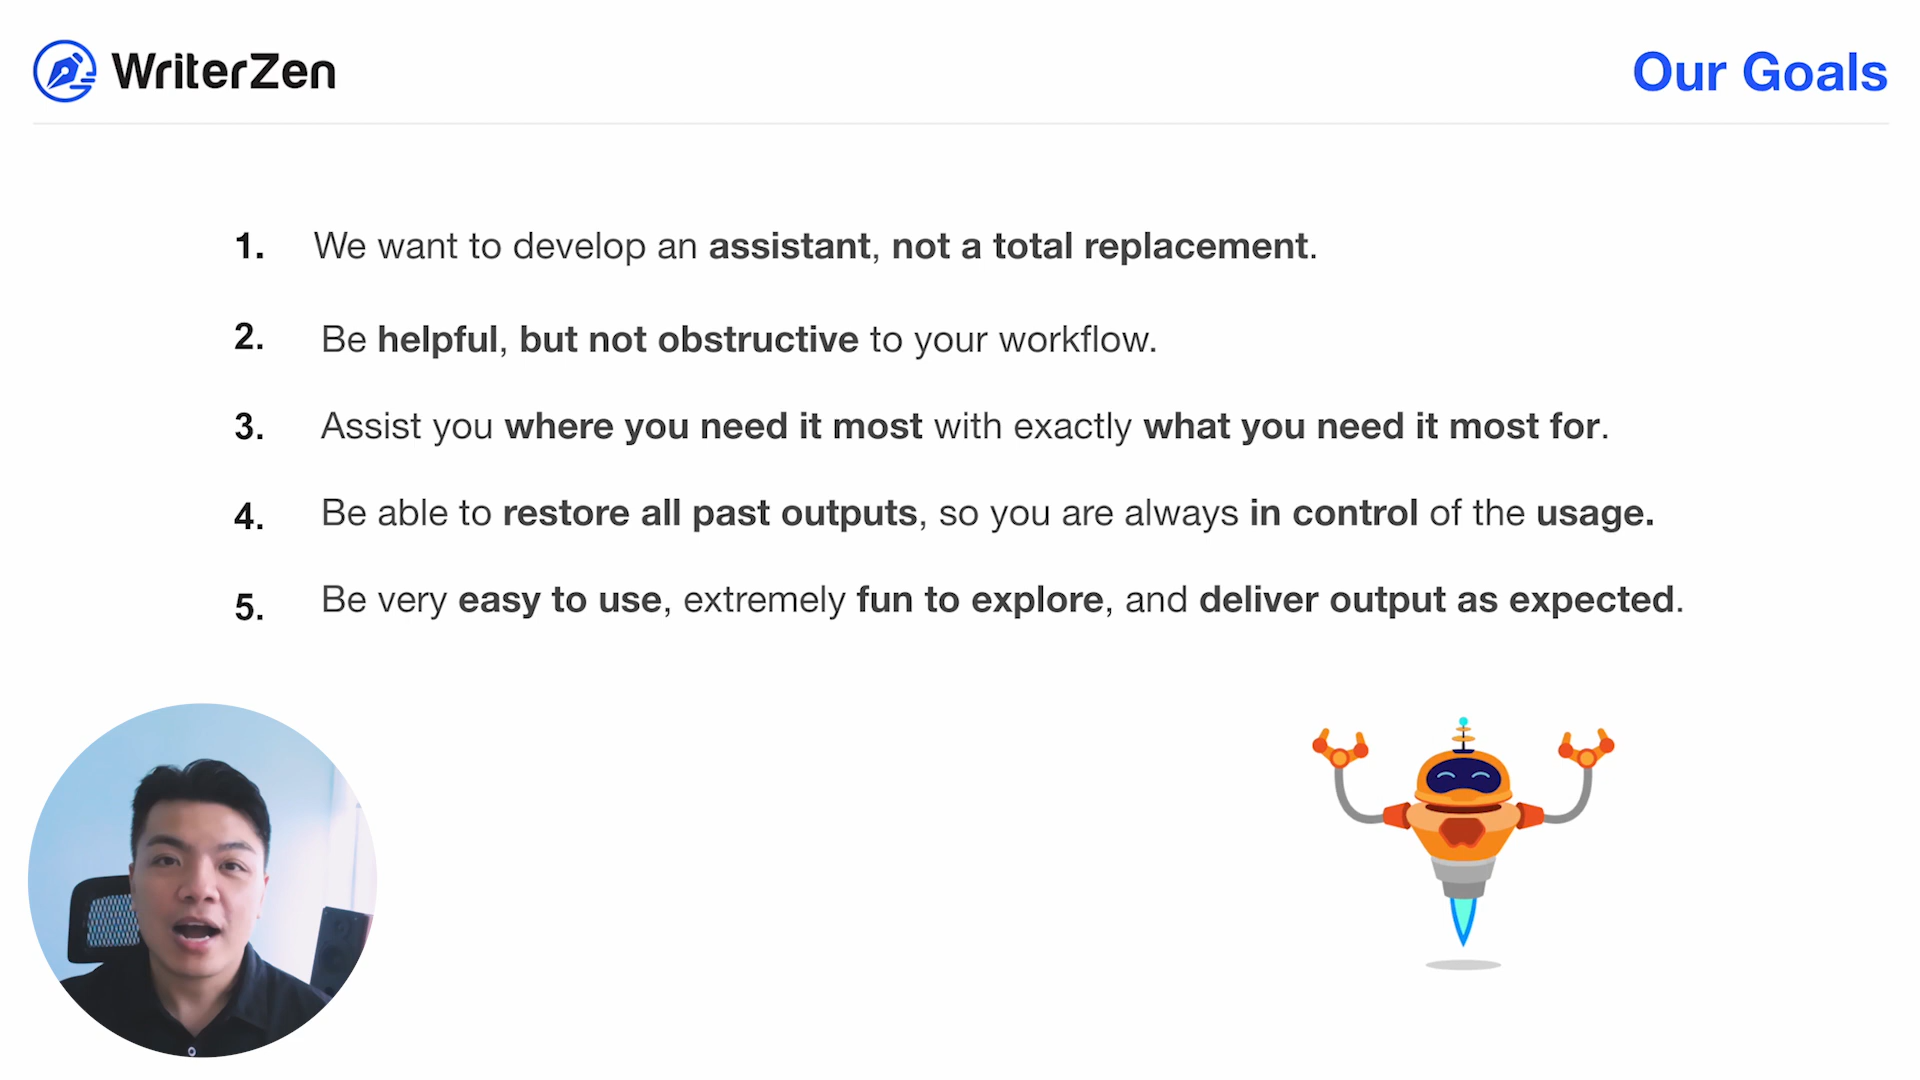 WriterZen
Our Goals
1. We want to develop an assistant, not a total replacement.
2. Be helpful, but not obstructive to your workflow.
3. Assist you where you need it most with exactly what you need it most for.
4. Be able to restore all past outputs, so you are always in control of the usage.
5. Be very easy to use, extremely fun to explore, and deliver output as expected.